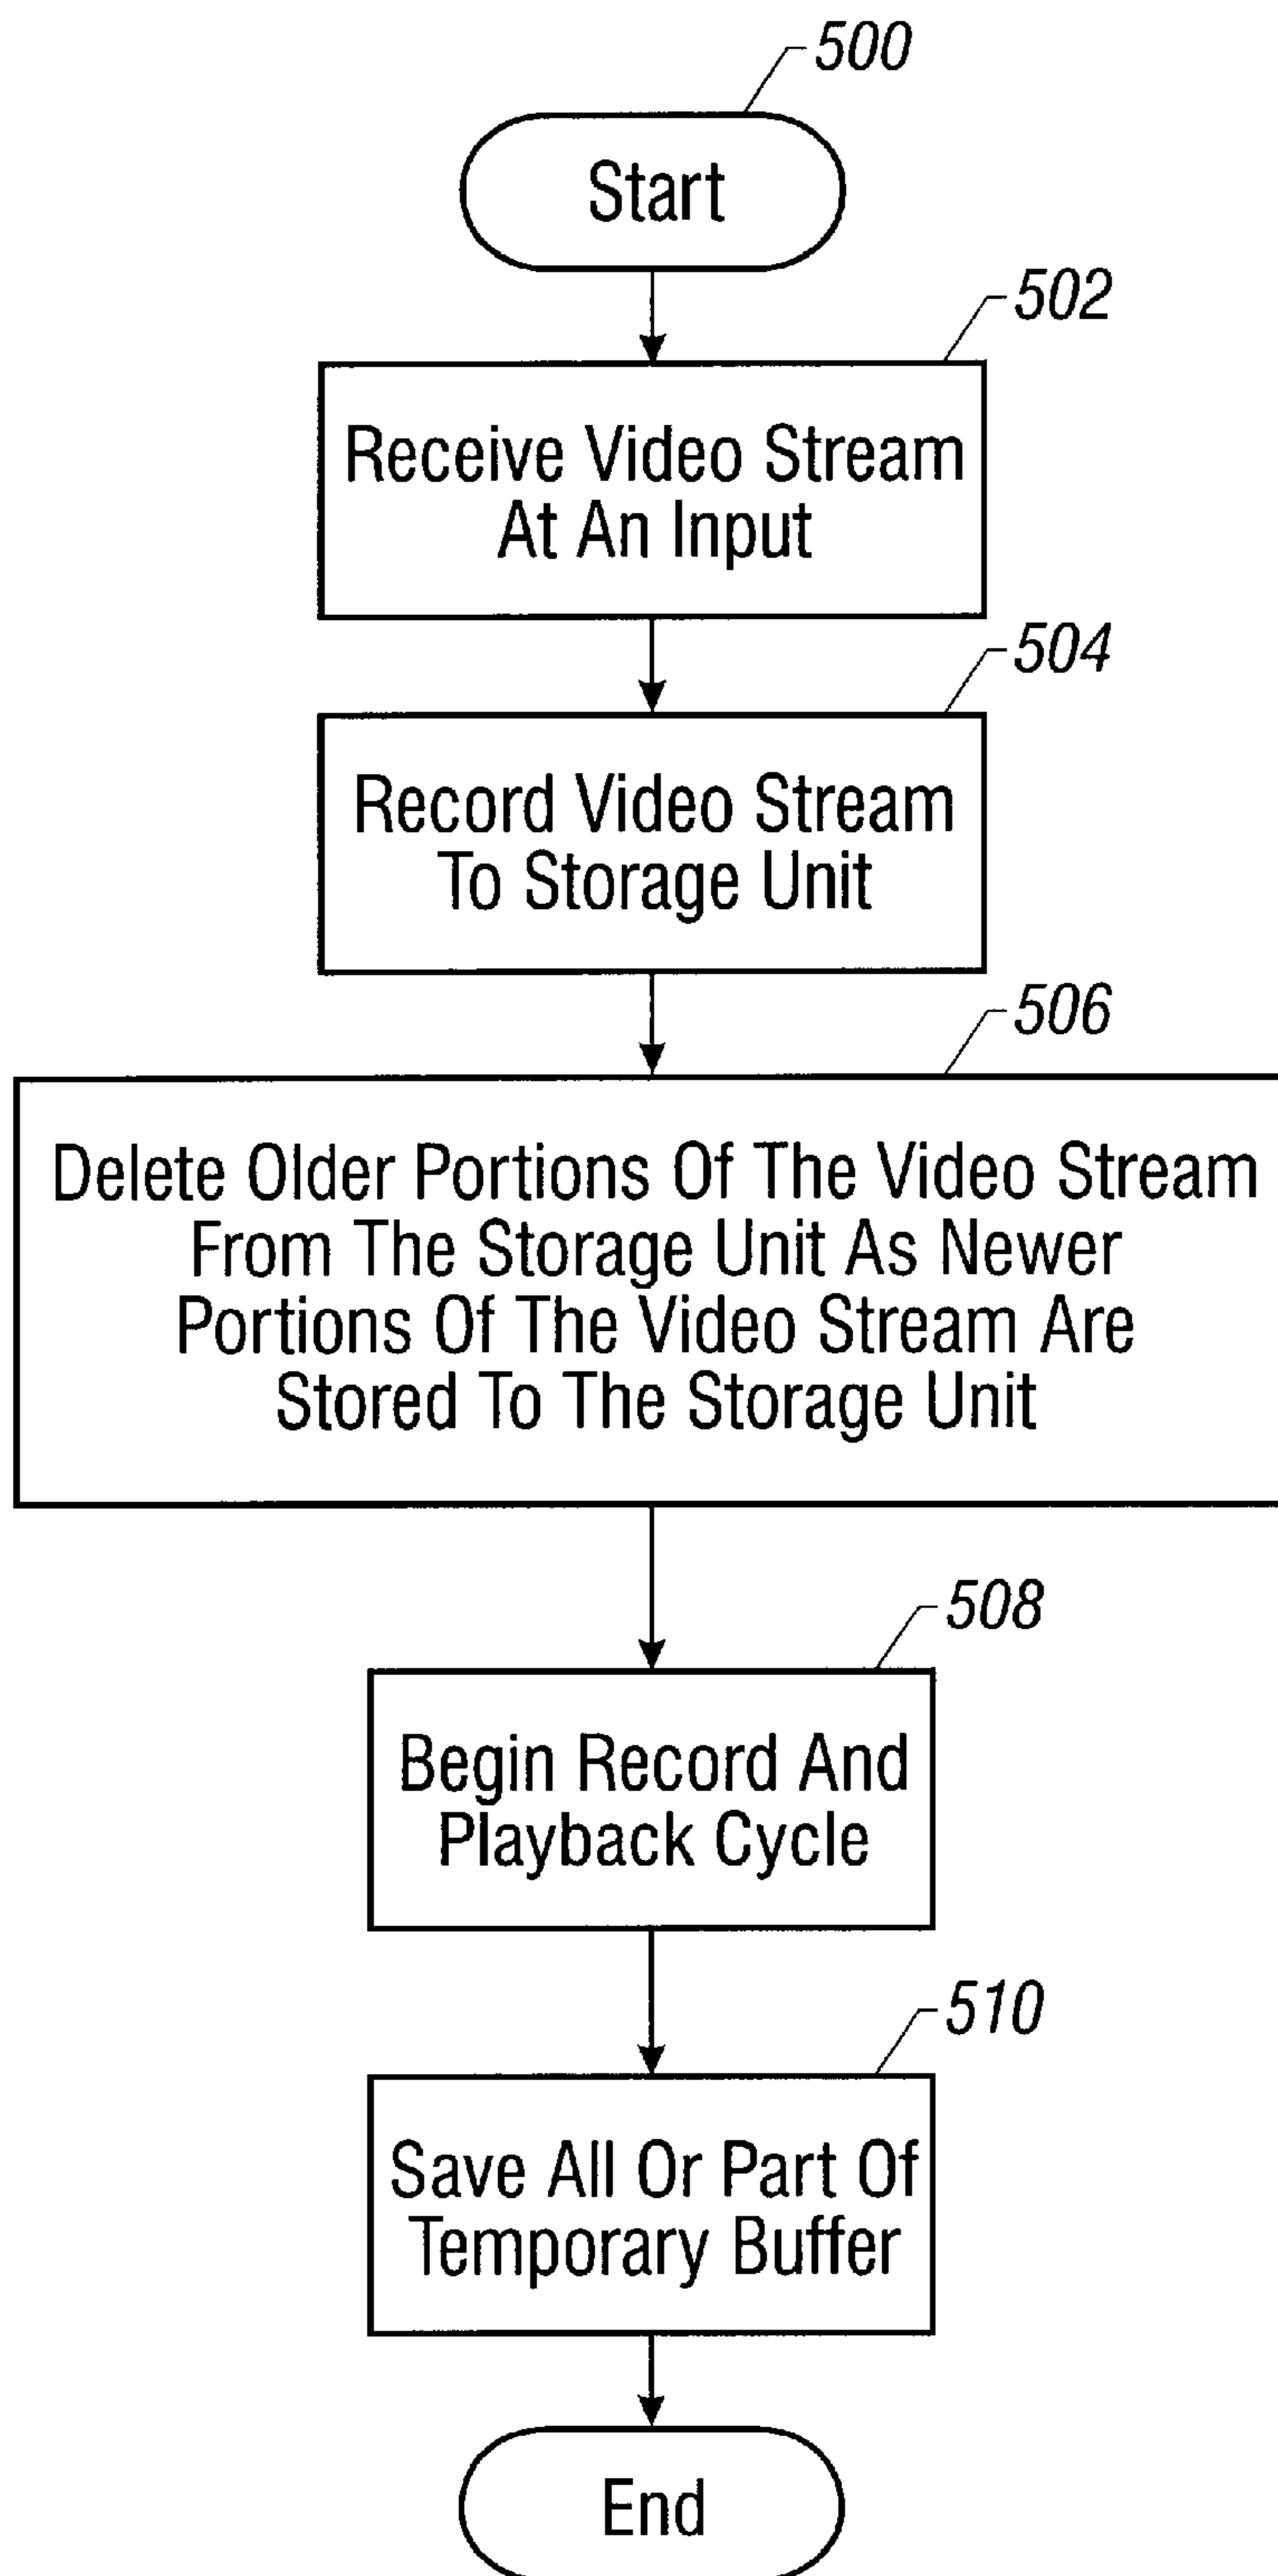 500
Start
502
Receive Video Stream
At An Input
504
Record Video Stream
To Storage Unit
506
Delete Older Portions Of The Video Stream
From The Storage Unit As Newer
Portions Of The Video Stream Are
Stored To The Storage Unit
508
Begin Record And
Playback Cycle
510
Save All Or Part Of
Temporary Buffer
End